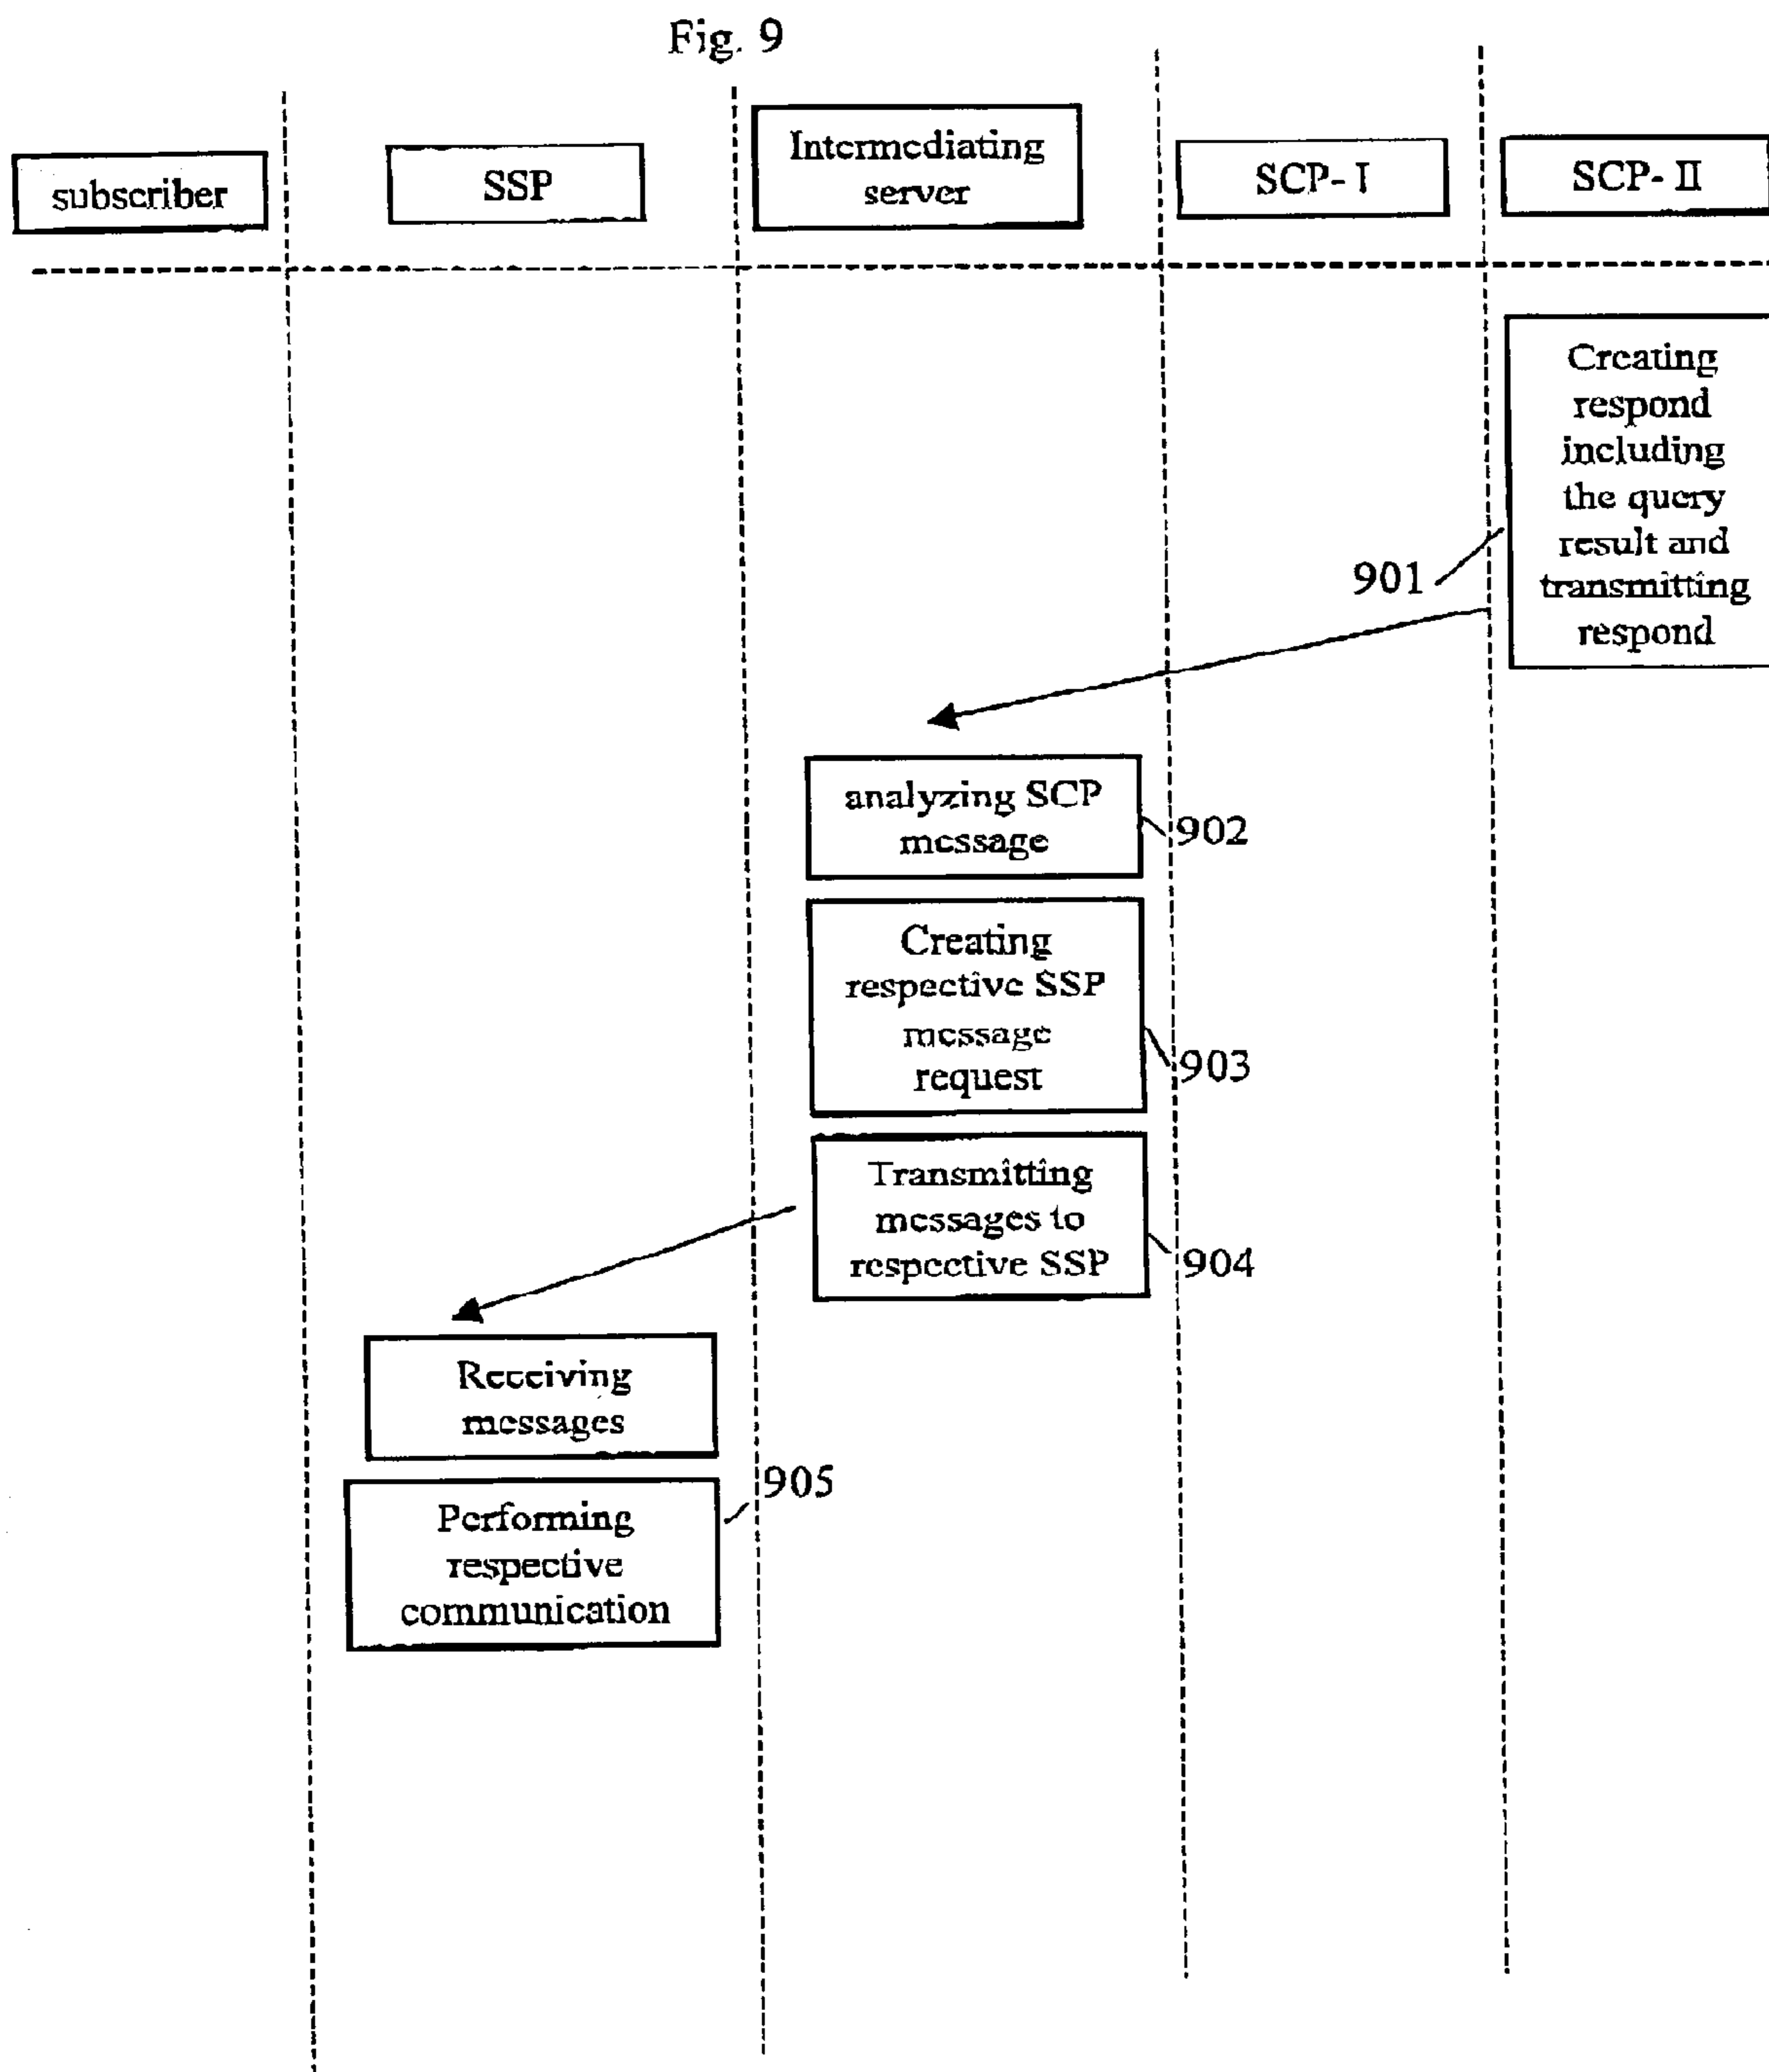 Fig. 9
subscriber
SSP
Intermediating
server
SCP- I
SCP- II
Creating
respond
including
the query
result and
transmitting
respond
901
analyzing SCP
message
902
Creating
respective SSP
message
request
903
Transmitting
messages to
respective SSP
904
Receiving
messages
905
Performing
respective
communication